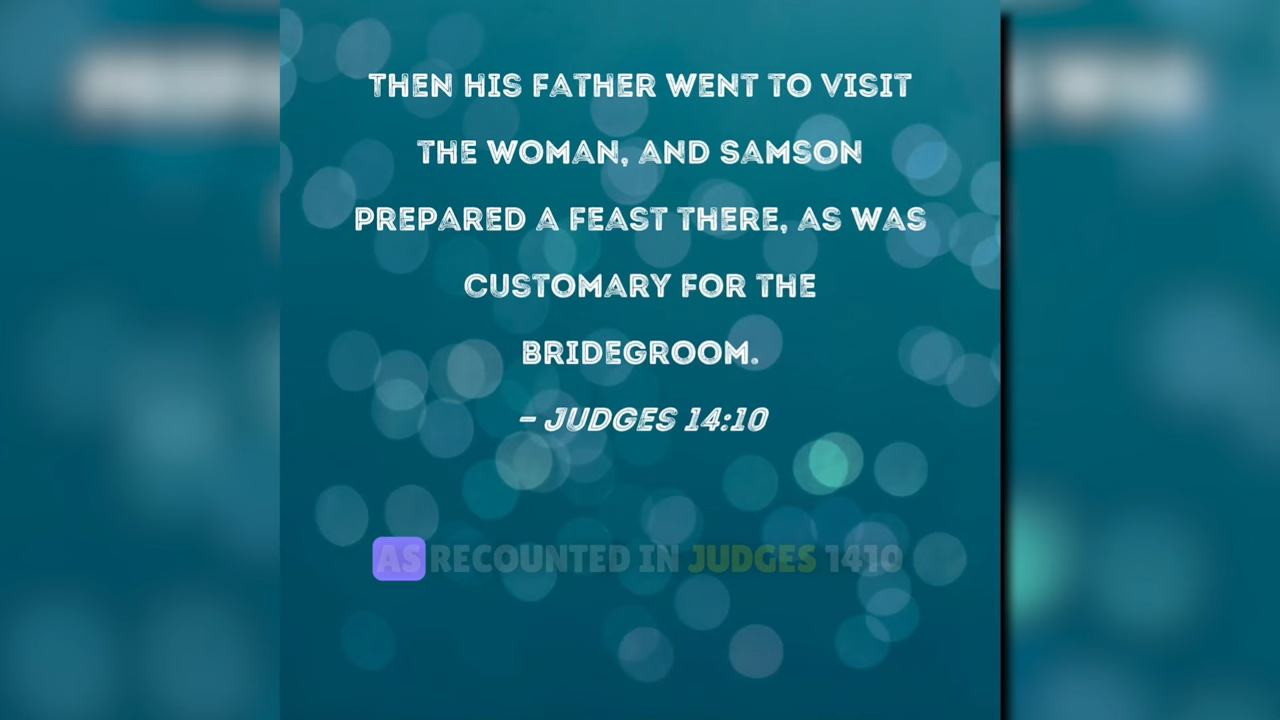 THEN HIS FATHER WENT TO VISIT
THE WOMAN, AND SAMSON
PREPARED A FEAST THERE, AS WAS
CUSTOMARY FOR THE
BRIDEGROOM.
– JUDGES 14:10
AS RECOUNTED IN JUDGES 1410